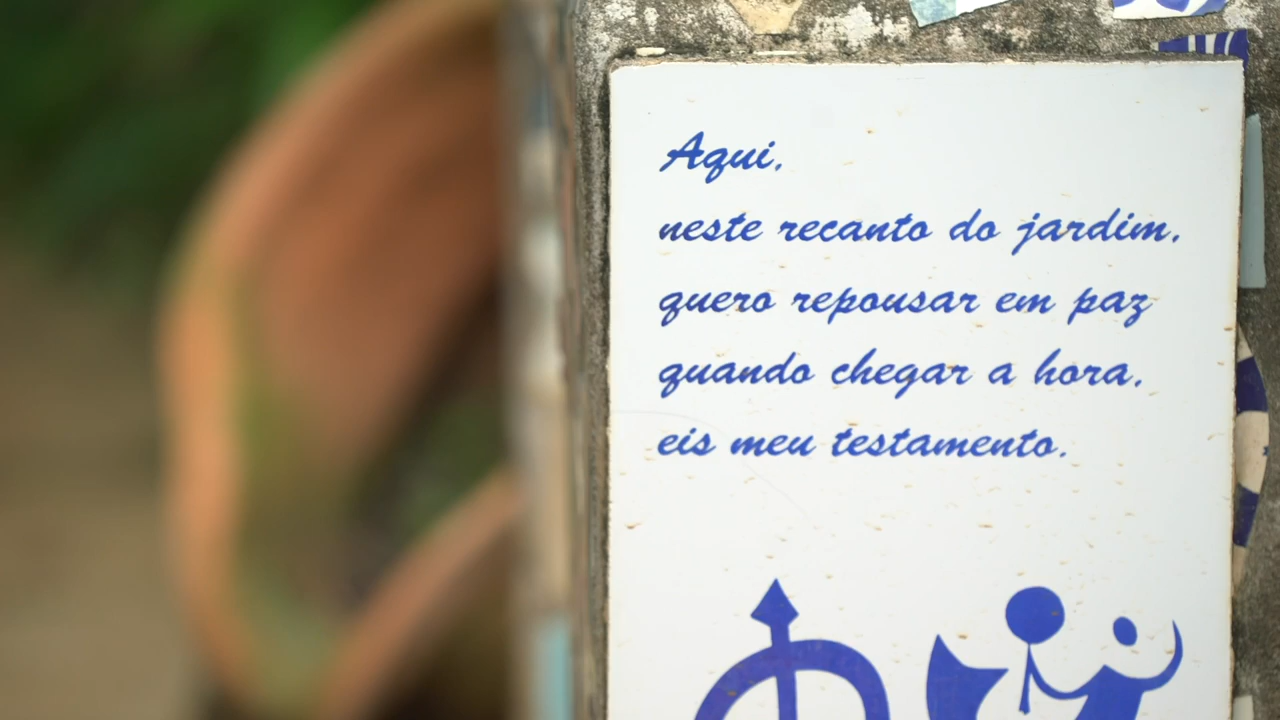 Aqui,
neste recanto do jardim,
quero repousar em paz
quando chegar a hora,
eis meu testamento.